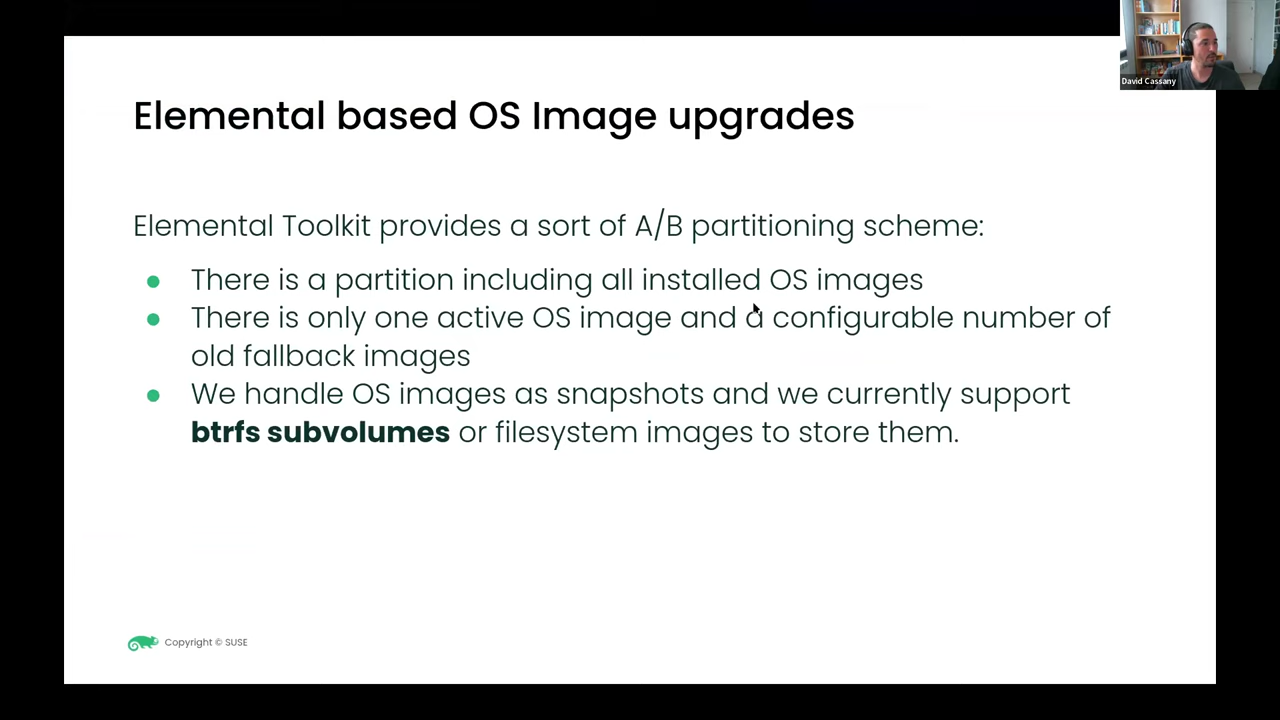 David Cassany
Elemental based OS Image upgrades
Elemental Toolkit provides a sort of A/B partitioning scheme:
● There is a partition including all installed OS images
● There is only one active OS image and a configurable number of
old fallback images
● We handle OS images as snapshots and we currently support
btrfs subvolumes or filesystem images to store them.
Copyright © SUSE